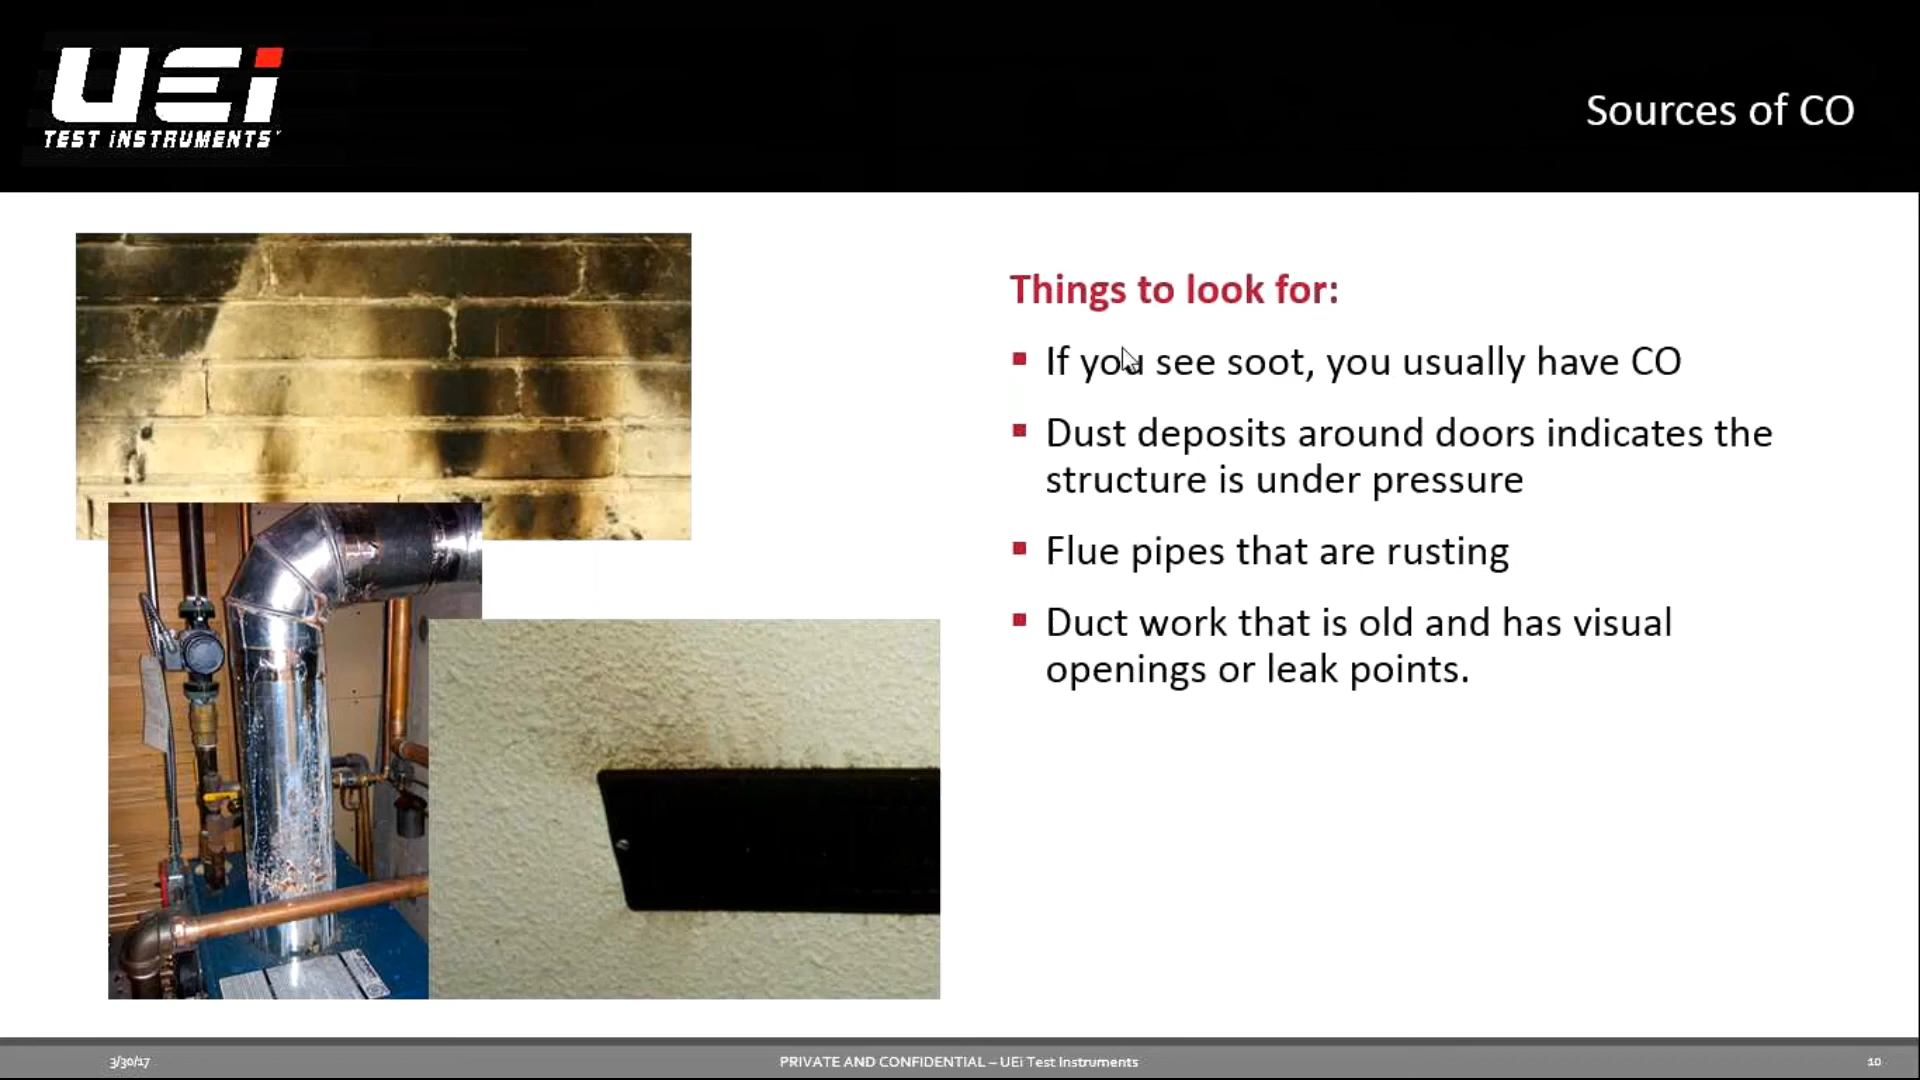 UEi
TEST INSTRUMENTS
Sources of CO
Things to look for:
If you see soot, you usually have CO
Dust deposits around doors indicates the
structure is under pressure
Flue pipes that are rusting
Duct work that is old and has visual
openings or leak points.
3/30/17
PRIVATE AND CONFIDENTIAL – UEi Test Instruments
10